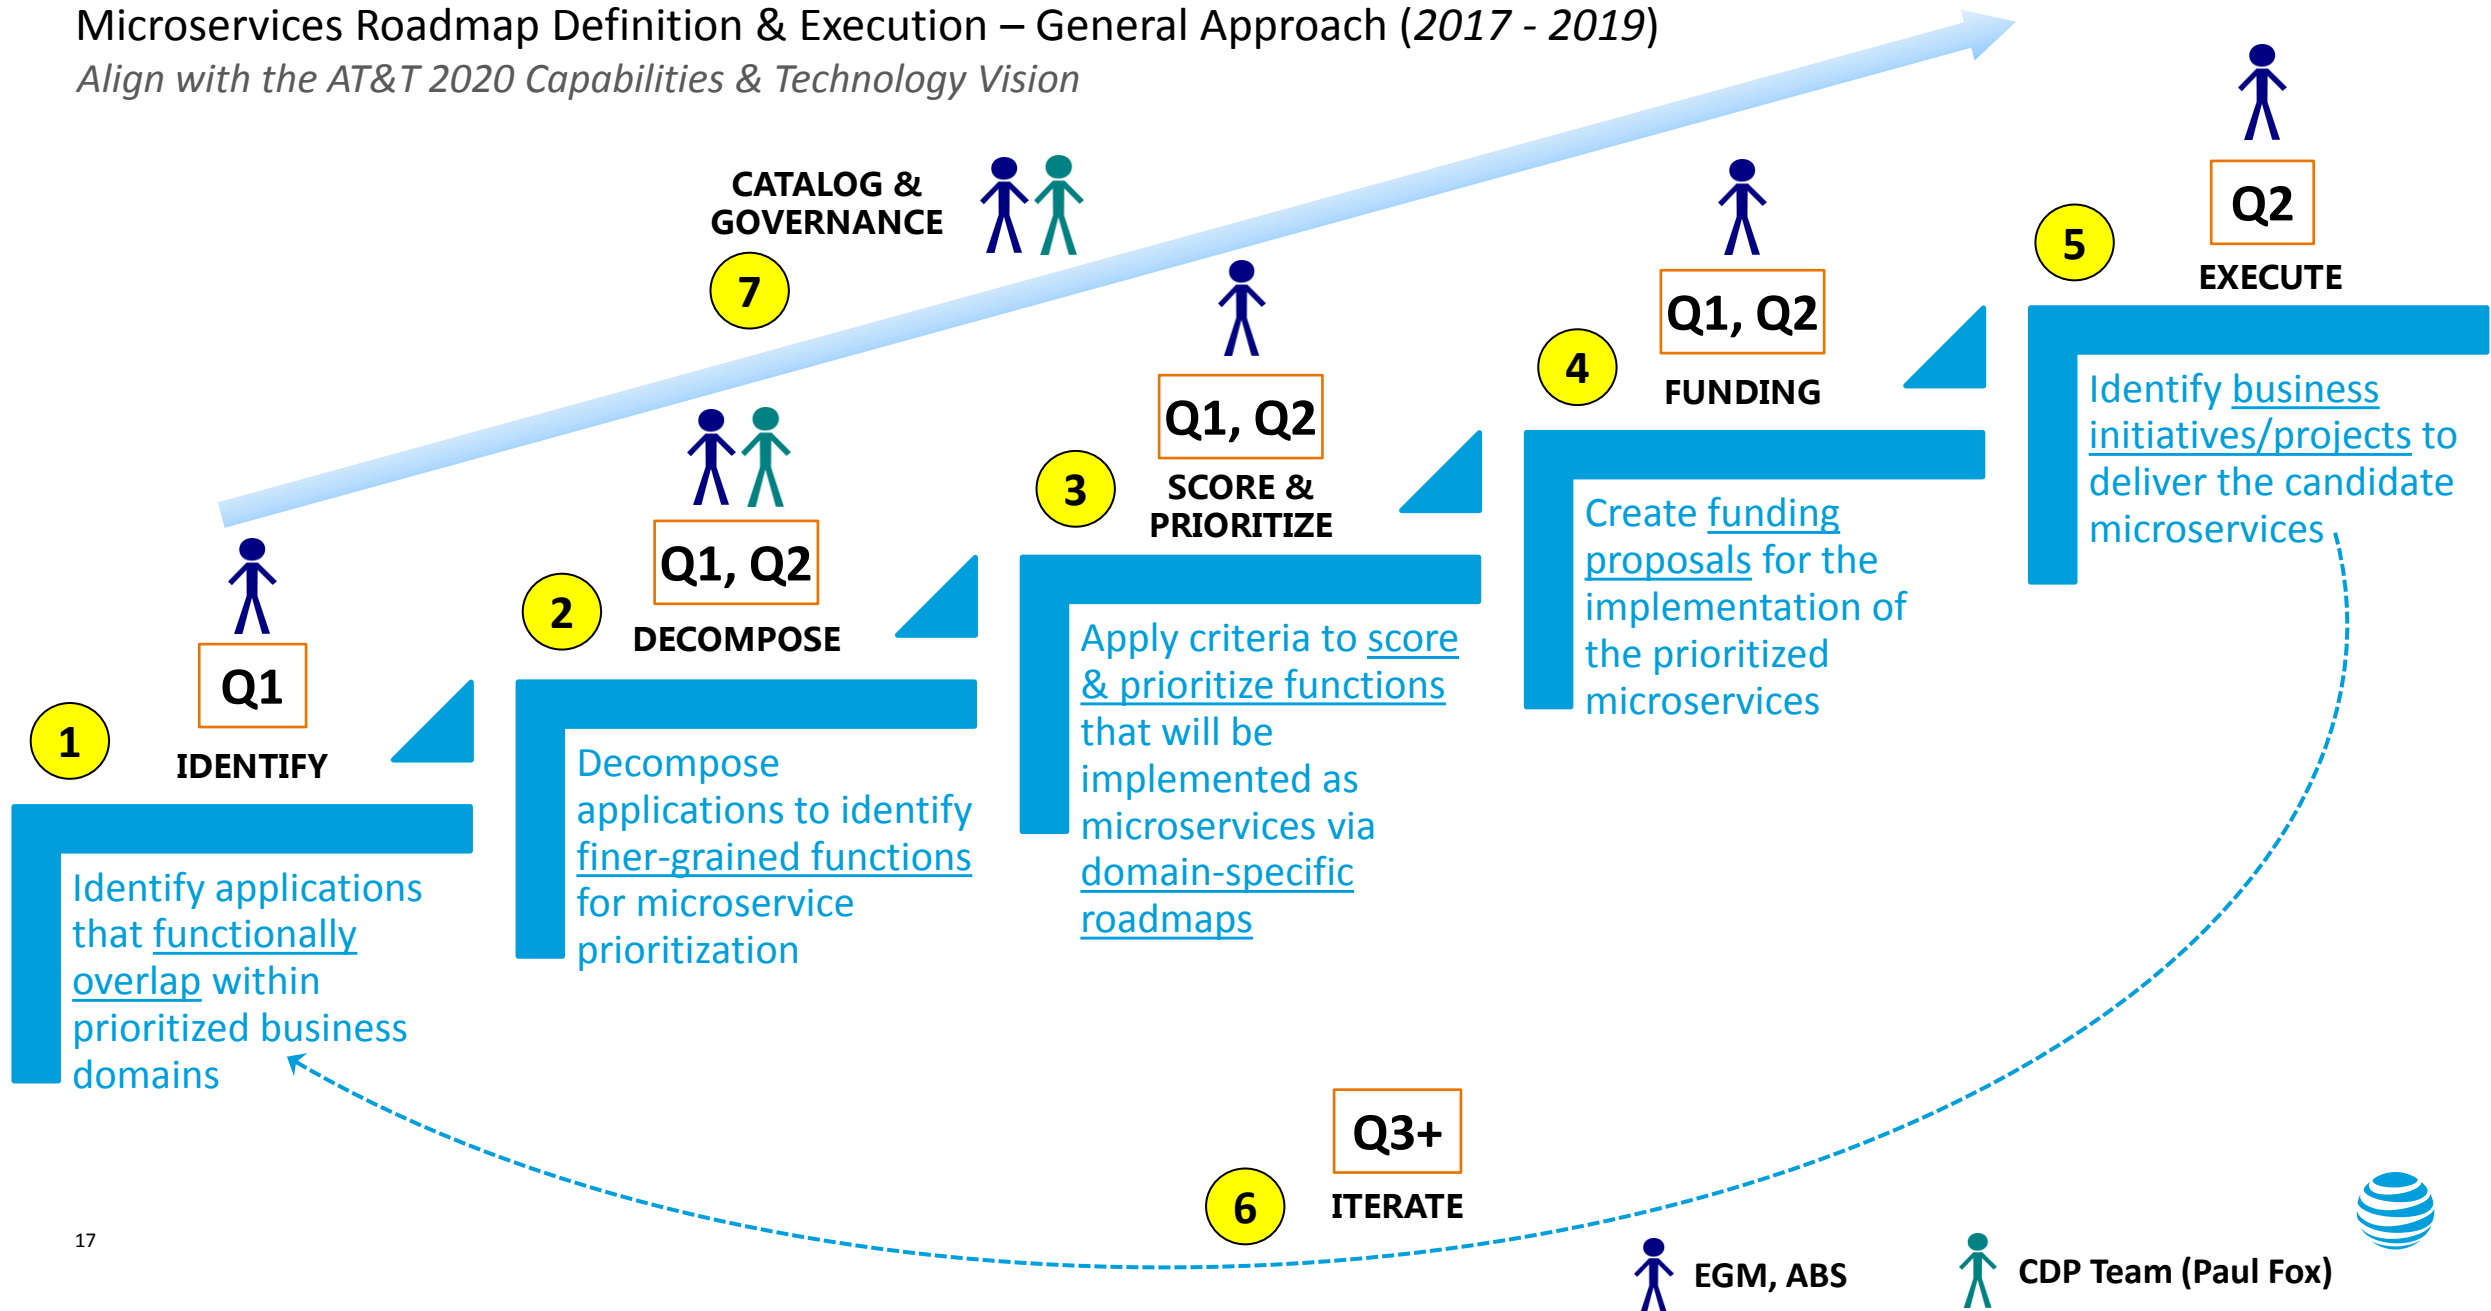 Microservices Roadmap Definition & Execution – General Approach (2017 - 2019)
Align with the AT&T 2020 Capabilities & Technology Vision
CATALOG &
GOVERNANCE
7
1
Q1
IDENTIFY
Identify applications
that functionally
overlap within
prioritized business
domains
2
Q1, Q2
DECOMPOSE
Decompose
applications to identify
finer-grained functions
for microservice
prioritization
3
Q1, Q2
SCORE &
PRIORITIZE
Apply criteria to score
& prioritize functions
that will be
implemented as
microservices via
domain-specific
roadmaps
4
Q1, Q2
FUNDING
Create funding
proposals for the
implementation of
the prioritized
microservices
5
Q2
EXECUTE
Identify business
initiatives/projects to
deliver the candidate
microservices
Q3+
6
ITERATE
17
EGM, ABS
CDP Team (Paul Fox)